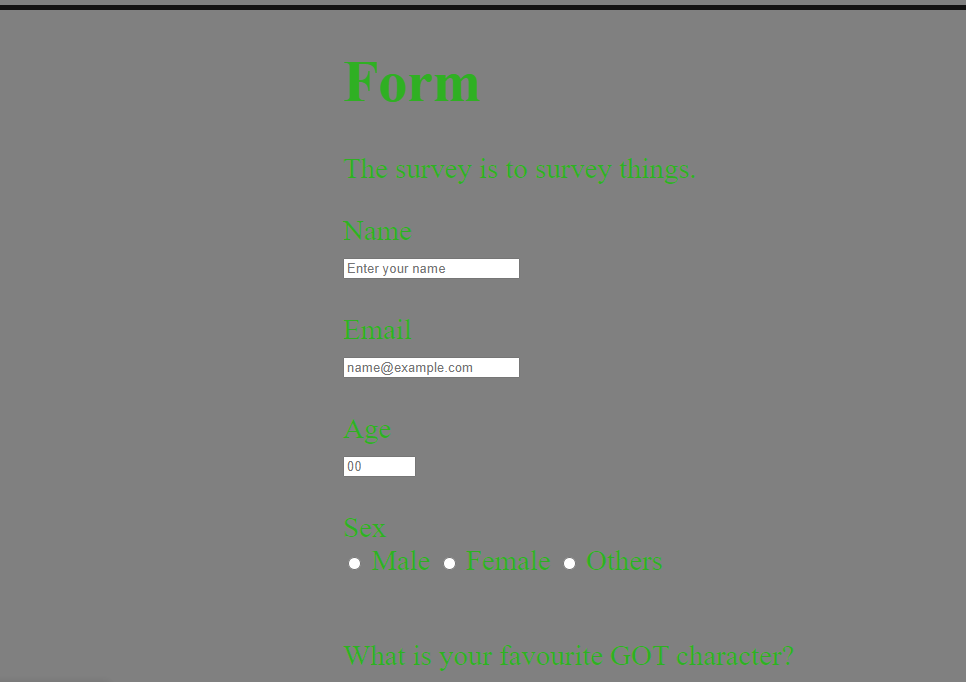 Form
The survey is to survey things.
Name
Enter your name
Email
name@example.com
Age
00
Sex
Male Female Others
What is your favourite GOT character?